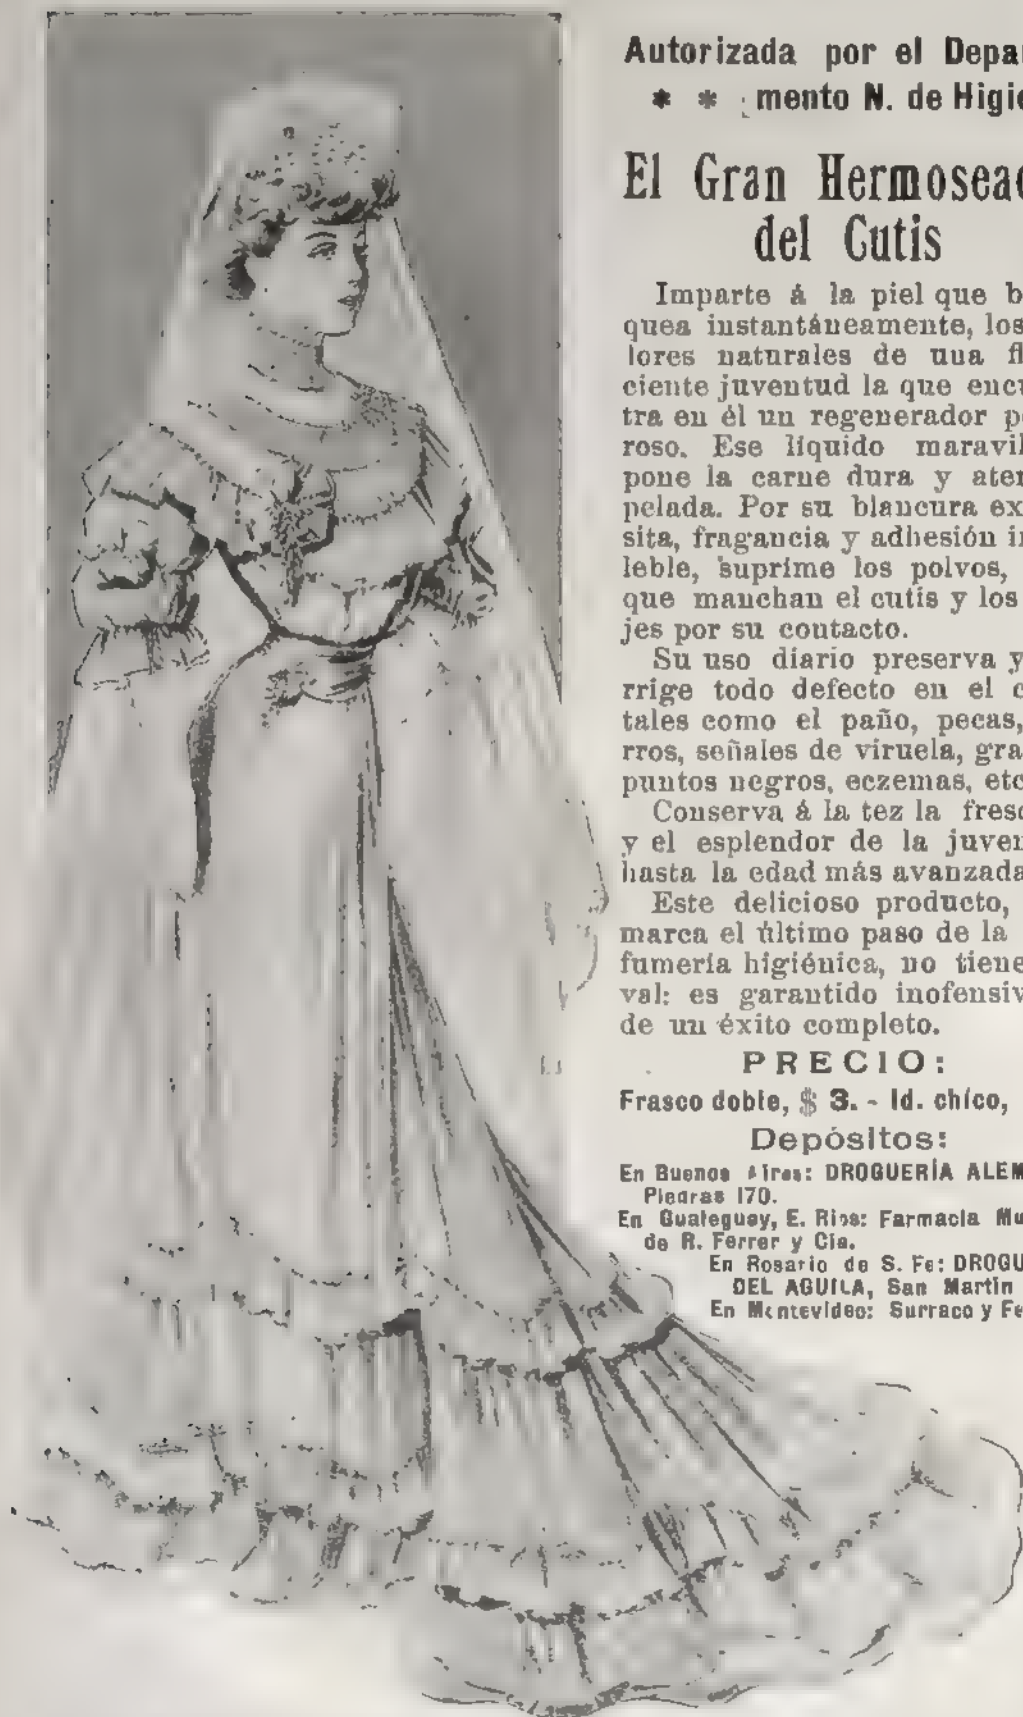 Autorizada por el Depar
* * mento N. de Higie
El Gran Hermosead
del Cutis
Imparte á la piel que b
quea instantáneamente, los
lores naturales de una fl
ciente juventud la que encu
tra en él un regenerador po
roso. Ese líquido maravil
pone la carne dura y ater
pelada. Por su blancura ex
sita, fragancia y adhesión in
leble, suprime los polvos,
que manchan el cutis y los
jes por su contacto.
Su uso diario preserva y
rrige todo defecto en el c
tales como el paño, pecas,
rros, señales de viruela, gra
puntos negros, eczemas, etc
Conserva á la tez la fresc
y el esplendor de la juven
hasta la edad más avanzada
Este delicioso producto,
marca el último paso de la
fumería higiénica, no tiene
val: es garantido inofensiv
de un éxito completo.
PRECIO:
Frasco doble, $ 3. - Id. chico,
Depósitos:
En Buenos Aires: DROGUERÍA ALEM
Piedras 170.
En Gualeguay, E. Rios: Farmacia Mu
de R. Ferrer y Cia.
En Rosario de S. Fe: DROGU
DEL AGUILA, San Martin
En Montevideo: Surraco y Fe